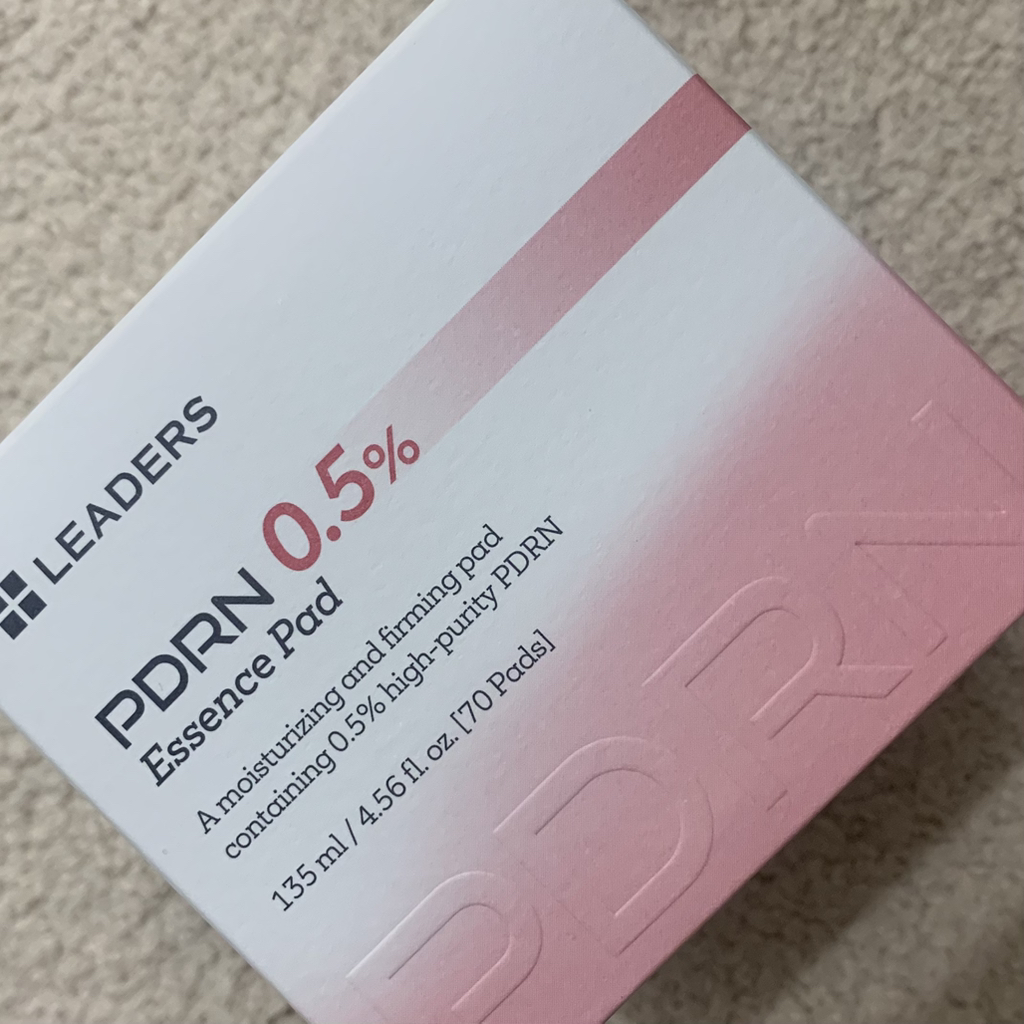 LEADERS
PDRN 0.5%
Essence Pad
A moisturizing and firming pad
containing 0.5% high-purity PDRN
135 ml / 4.56 fl. oz. [70 Pads]
PDRN